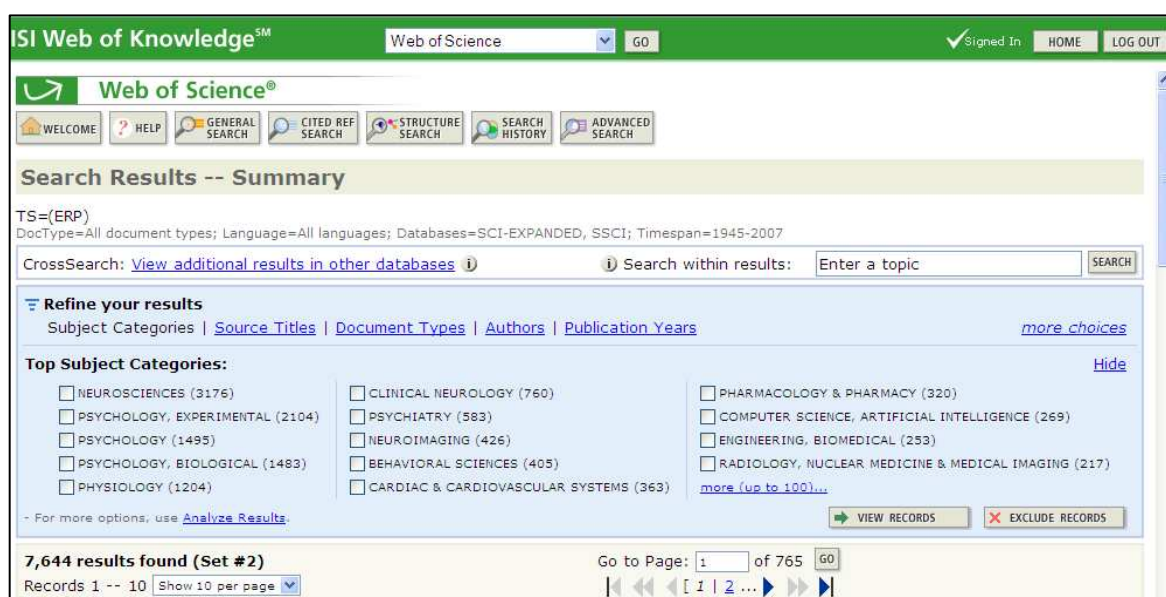 ISI Web of Knowledge℠ Web of Science GO Signed In HOME LOG OUT
Web of Science®
WELCOME ? HELP GENERAL SEARCH CITED REF SEARCH STRUCTURE SEARCH SEARCH HISTORY ADVANCED SEARCH
Search Results -- Summary
TS=(ERP)
DocType=All document types; Language=All languages; Databases=SCI-EXPANDED, SSCI; Timespan=1945-2007
CrossSearch: View additional results in other databases i i Search within results: Enter a topic SEARCH
Refine your results
Subject Categories | Source Titles | Document Types | Authors | Publication Years more choices
Top Subject Categories: Hide
NEUROSCIENCES (3176) CLINICAL NEUROLOGY (760) PHARMACOLOGY & PHARMACY (320)
PSYCHOLOGY, EXPERIMENTAL (2104) PSYCHIATRY (583) COMPUTER SCIENCE, ARTIFICIAL INTELLIGENCE (269)
PSYCHOLOGY (1495) NEUROIMAGING (426) ENGINEERING, BIOMEDICAL (253)
PSYCHOLOGY, BIOLOGICAL (1483) BEHAVIORAL SCIENCES (405) RADIOLOGY, NUCLEAR MEDICINE & MEDICAL IMAGING (217)
PHYSIOLOGY (1204) CARDIAC & CARDIOVASCULAR SYSTEMS (363) more (up to 100)...
- For more options, use Analyze Results. VIEW RECORDS EXCLUDE RECORDS
7,644 results found (Set #2) Go to Page: 1 of 765 GO
Records 1 -- 10 Show 10 per page [ 1 | 2 ...